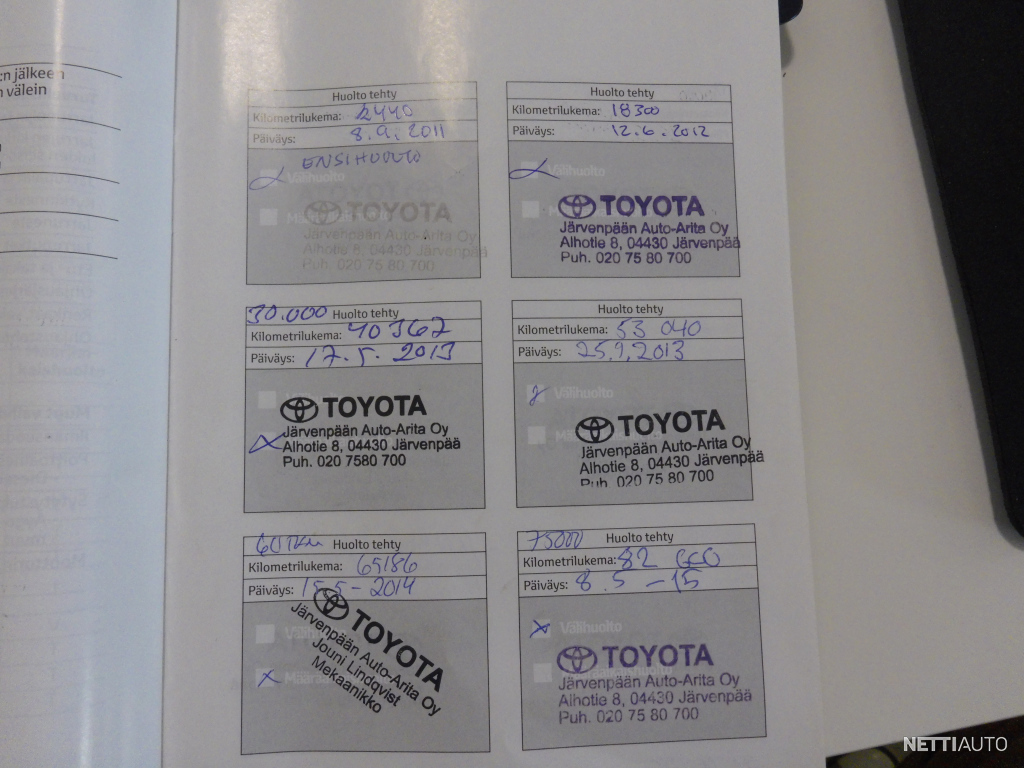 :n jälkeen
n välein
Huolto tehty
Kilometrilukema: 2440
Päiväys: 8.9. 2011
ENSIHUOLTO
Välihuolto
TOYOTA
Järvenpään Auto-Arita Oy
Alhotie 8, 04430 Järvenpää
Puh. 020 75 80 700
Huolto tehty
Kilometrilukema: 18300
Päiväys: 12.6.2012
Välihuolto
TOYOTA
Järvenpään Auto-Arita Oy
Alhotie 8, 04430 Järvenpää
Puh. 020 75 80 700
30.000 Huolto tehty
Kilometrilukema: 40362
Päiväys: 17.5. 2013
TOYOTA
Järvenpään Auto-Arita Oy
Alhotie 8, 04430 Järvenpää
Puh. 020 7580 700
Huolto tehty
Kilometrilukema: 53 040
Päiväys: 2013
Välihuolto
TOYOTA
Järvenpään Auto-Arita Oy
Alhotie 8, 04430 Järvenpää
Puh. 020 75 80 700
60 Tkm Huolto tehty
Kilometrilukema: 65186
Päiväys: 15.5-2014
TOYOTA
Järvenpään Auto-Arita Oy
Jouni Lindqvist
Mekaanikko
75000 Huolto tehty
Kilometrilukema: 82
Päiväys: 8.5-15
Välihuolto
TOYOTA
Järvenpään Auto-Arita Oy
Alhotie 8, 04430 Järvenpää
Puh. 020 75 80 700
NETTIAUTO